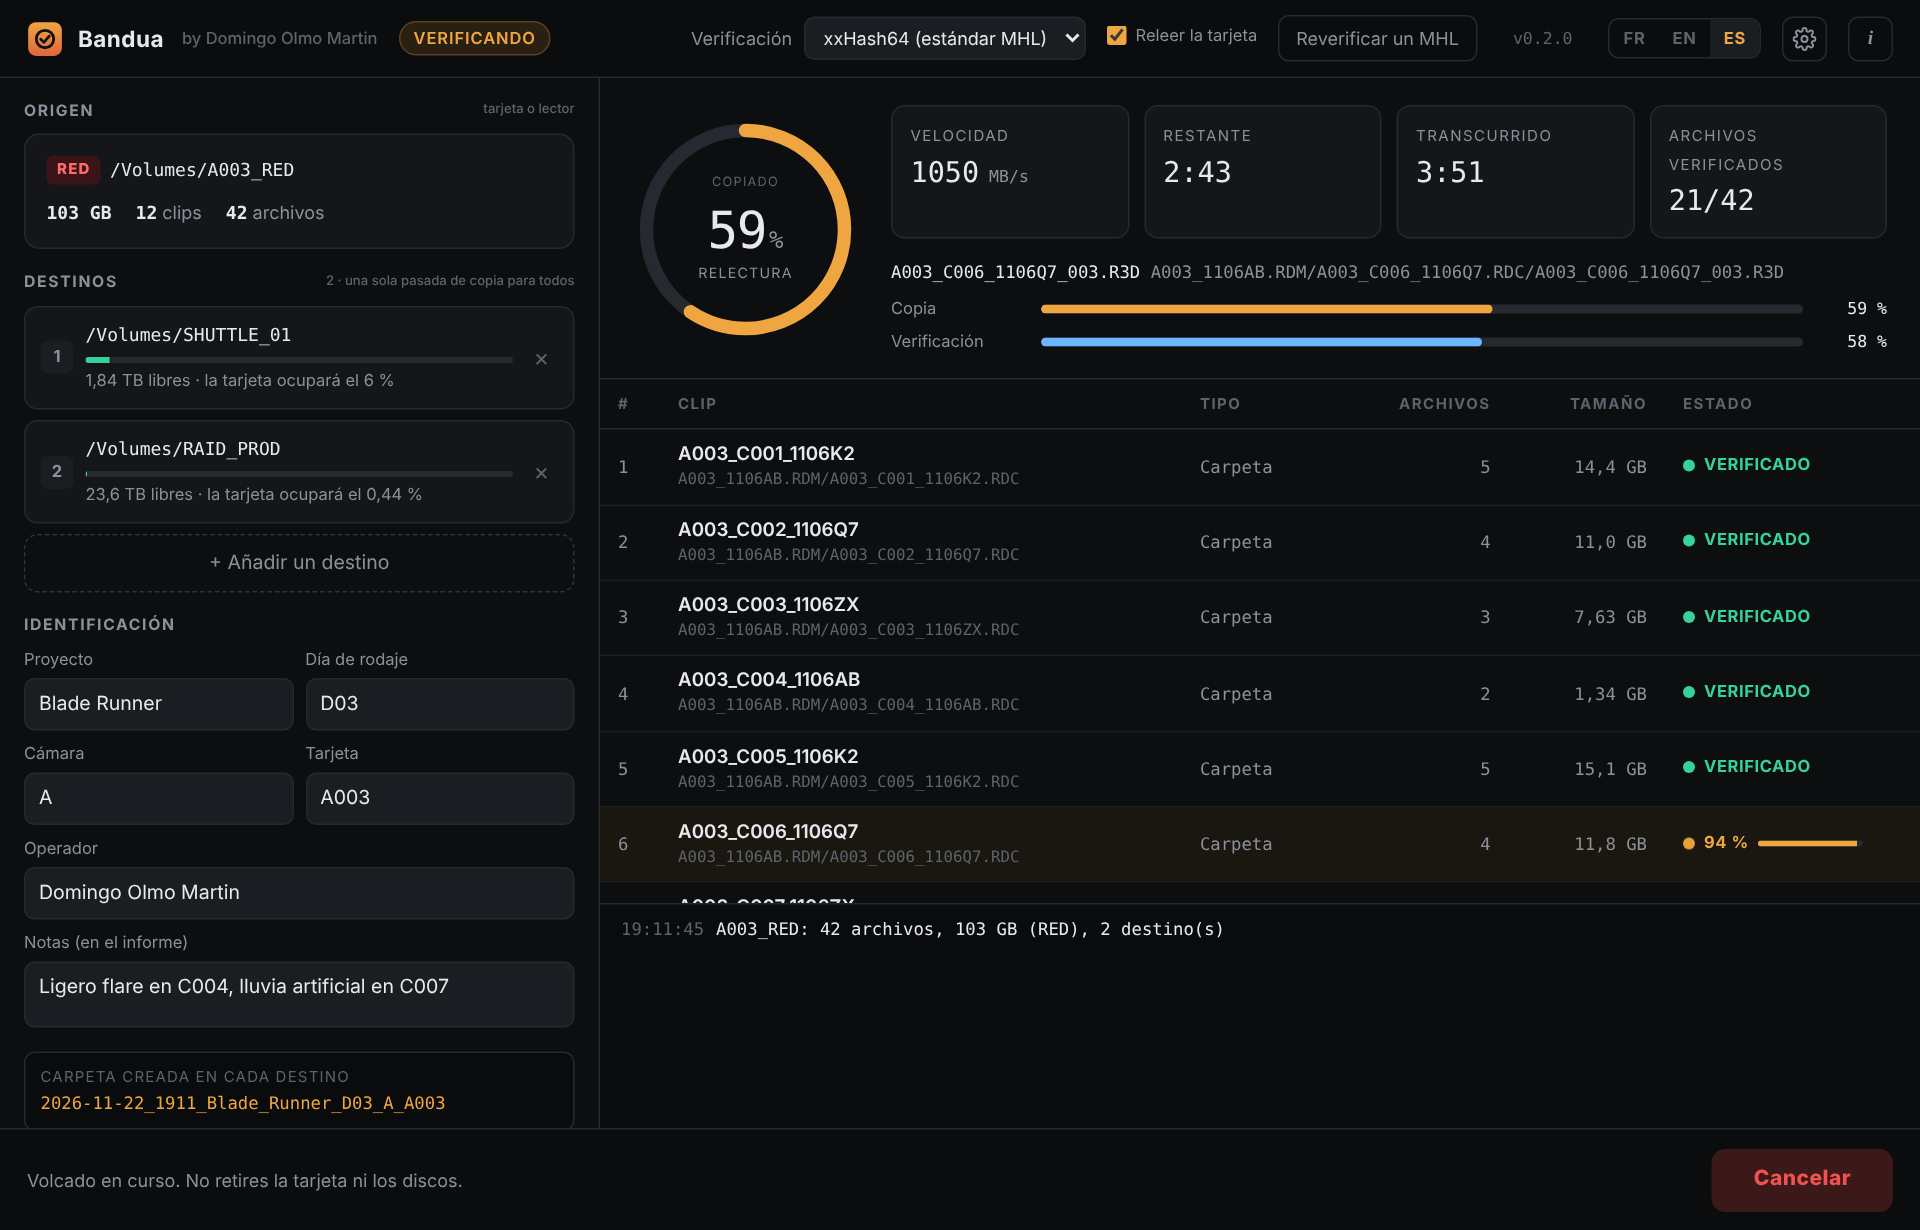 Bandua by Domingo Olmo Martin VERIFICANDO Verificación xxHash64 (estándar MHL) Releer la tarjeta Reverificar un MHL v0.2.0 FR EN ES i
ORIGEN tarjeta o lector
RED /Volumes/A003_RED
103 GB 12 clips 42 archivos
DESTINOS 2 · una sola pasada de copia para todos
1 /Volumes/SHUTTLE_01
1,84 TB libres · la tarjeta ocupará el 6 %
2 /Volumes/RAID_PROD
23,6 TB libres · la tarjeta ocupará el 0,44 %
+ Añadir un destino
IDENTIFICACIÓN
Proyecto Día de rodaje
Blade Runner D03
Cámara Tarjeta
A A003
Operador
Domingo Olmo Martin
Notas (en el informe)
Ligero flare en C004, lluvia artificial en C007
CARPETA CREADA EN CADA DESTINO
2026-11-22_1911_Blade_Runner_D03_A_A003
COPIADO
59%
RELECTURA
VELOCIDAD
1050 MB/s
RESTANTE
2:43
TRANSCURRIDO
3:51
ARCHIVOS
VERIFICADOS
21/42
A003_C006_1106Q7_003.R3D A003_1106AB.RDM/A003_C006_1106Q7.RDC/A003_C006_1106Q7_003.R3D
Copia 59 %
Verificación 58 %
# CLIP TIPO ARCHIVOS TAMAÑO ESTADO
1 A003_C001_1106K2 Carpeta 5 14,4 GB VERIFICADO
A003_1106AB.RDM/A003_C001_1106K2.RDC
2 A003_C002_1106Q7 Carpeta 4 11,0 GB VERIFICADO
A003_1106AB.RDM/A003_C002_1106Q7.RDC
3 A003_C003_1106ZX Carpeta 3 7,63 GB VERIFICADO
A003_1106AB.RDM/A003_C003_1106ZX.RDC
4 A003_C004_1106AB Carpeta 2 1,34 GB VERIFICADO
A003_1106AB.RDM/A003_C004_1106AB.RDC
5 A003_C005_1106K2 Carpeta 5 15,1 GB VERIFICADO
A003_1106AB.RDM/A003_C005_1106K2.RDC
6 A003_C006_1106Q7 Carpeta 4 11,8 GB 94 %
A003_1106AB.RDM/A003_C006_1106Q7.RDC
19:11:45 A003_RED: 42 archivos, 103 GB (RED), 2 destino(s)
Volcado en curso. No retires la tarjeta ni los discos.
Cancelar